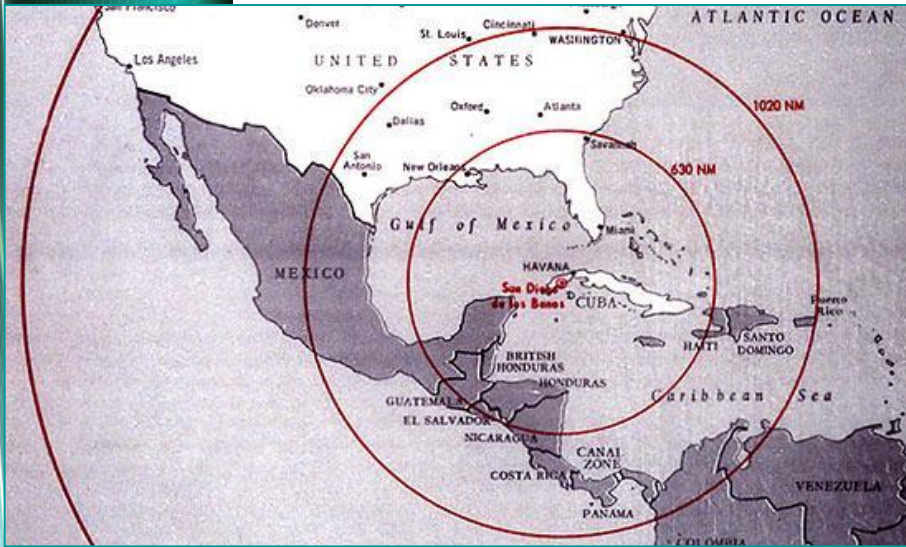 San Francisco
Denver
St. Louis
Cincinnati
WASHINGTON
ATLANTIC OCEAN
Los Angeles
UNITED STATES
Oklahoma City
Oxford
Atlanta
1020 NM
Dallas
Savannah
San
Antonio
New Orleans
630 NM
Gulf of Mexico
Miami
MEXICO
HAVANA
San Diego
de los Banos
CUBA
Puerto
Rico
HAITI
SANTO
DOMINGO
BRITISH
HONDURAS
HONDURAS
GUATEMALA
Caribbean Sea
EL SALVADOR
NICARAGUA
CANAL
ZONE
COSTA RICA
VENEZUELA
PANAMA
COLOMBIA